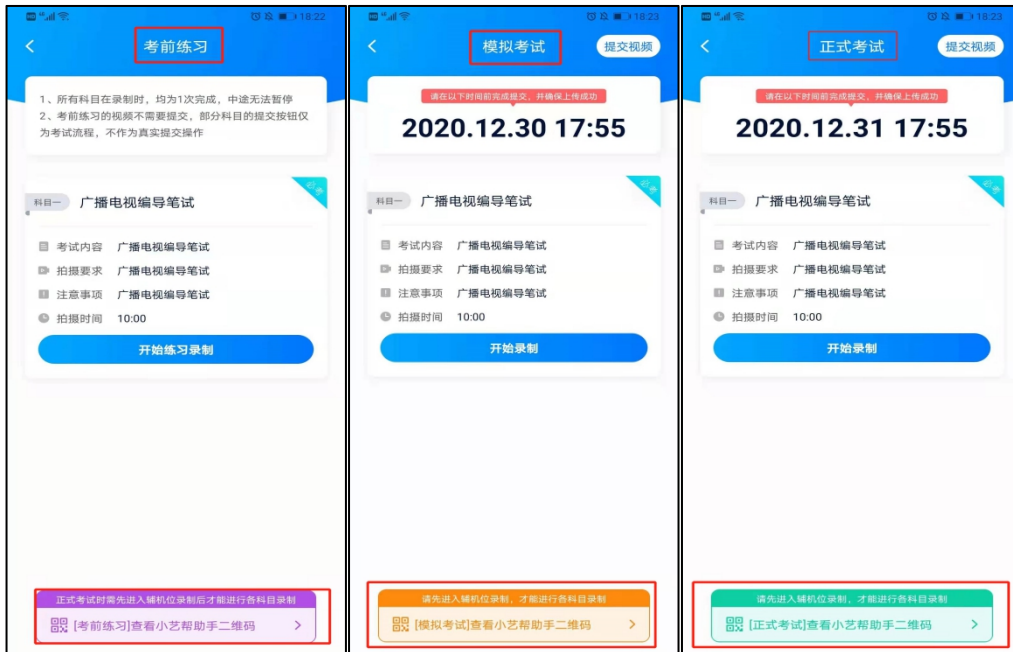 18:22
考前练习
1、所有科目在录制时，均为1次完成，中途无法暂停
2、考前练习的视频不需要提交，部分科目的提交按钮仅
为考试流程，不作为真实提交操作
必考
科目一 广播电视编导笔试
考试内容 广播电视编导笔试
拍摄要求 广播电视编导笔试
注意事项 广播电视编导笔试
拍摄时间 10:00
开始练习录制
正式考试时需先进入辅机位录制后才能进行各科目录制
[考前练习]查看小艺帮助手二维码
18:23
模拟考试
提交视频
请在以下时间前完成提交，并确保上传成功
2020.12.30 17:55
必考
科目一 广播电视编导笔试
考试内容 广播电视编导笔试
拍摄要求 广播电视编导笔试
注意事项 广播电视编导笔试
拍摄时间 10:00
开始录制
请先进入辅机位录制，才能进行各科目录制
[模拟考试]查看小艺帮助手二维码
18:23
正式考试
提交视频
请在以下时间前完成提交，并确保上传成功
2020.12.31 17:55
必考
科目一 广播电视编导笔试
考试内容 广播电视编导笔试
拍摄要求 广播电视编导笔试
注意事项 广播电视编导笔试
拍摄时间 10:00
开始录制
请先进入辅机位录制，才能进行各科目录制
[正式考试]查看小艺帮助手二维码